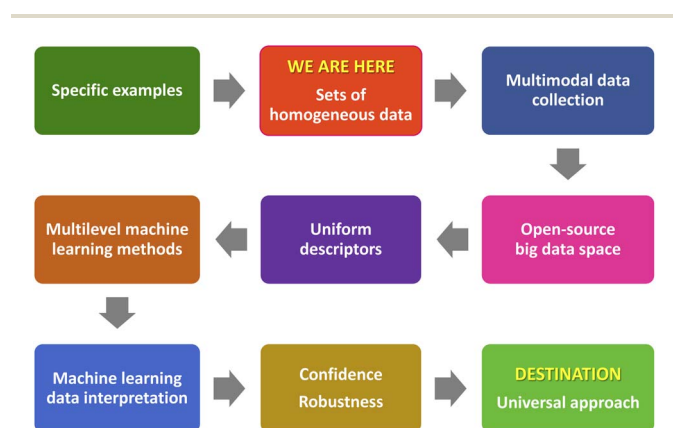 Specific examples
WE ARE HERE
Sets of
homogeneous data
Multimodal data
collection
Multilevel machine
learning methods
Uniform
descriptors
Open-source
big data space
Machine learning
data interpretation
Confidence
Robustness
DESTINATION
Universal approach